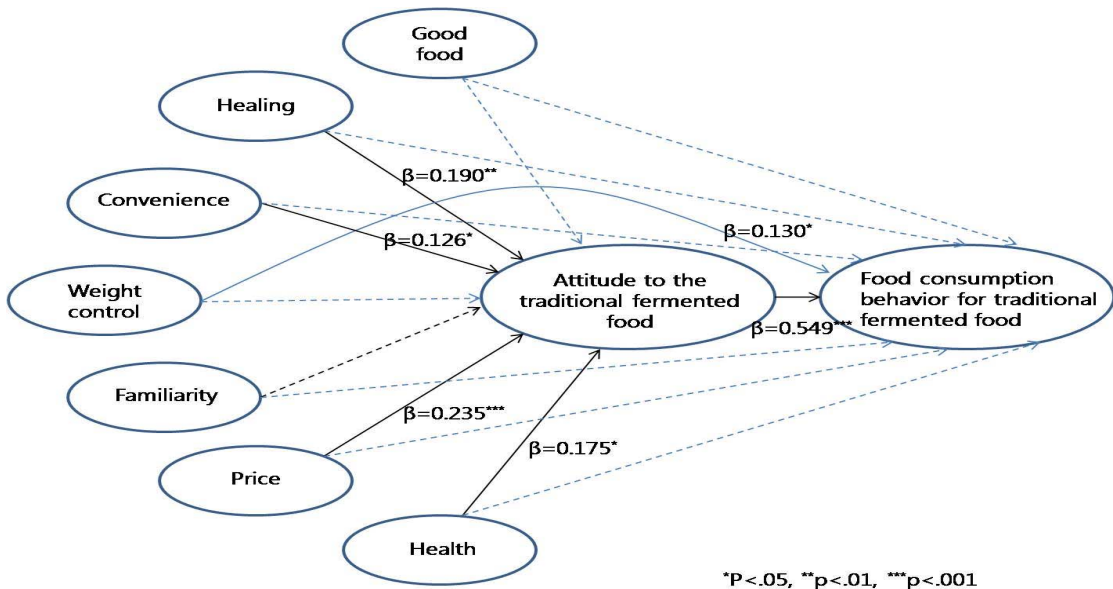 Good
food
Healing
β=0.190**
Convenience
β=0.126*
β=0.130*
Weight
control
Attitude to the
traditional fermented
food
Food consumption
behavior for traditional
fermented food
β=0.549***
Familiarity
β=0.235***
Price
β=0.175*
Health
*P<.05, **p<.01, ***p<.001